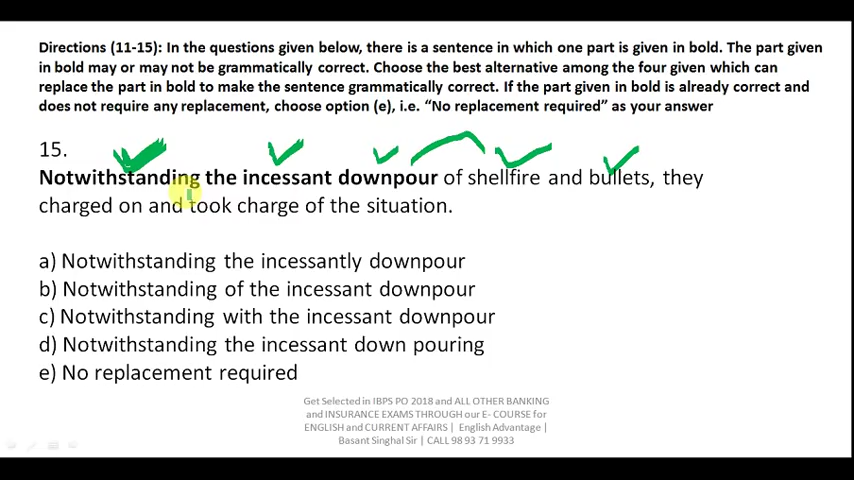 Directions (11-15): In the questions given below, there is a sentence in which one part is given in bold. The part given
in bold may or may not be grammatically correct. Choose the best alternative among the four given which can
replace the part in bold to make the sentence grammatically correct. If the part given in bold is already correct and
does not require any replacement, choose option (e), i.e. “No replacement required” as your answer
15.
Notwithstanding the incessant downpour of shellfire and bullets, they
charged on and took charge of the situation.
a) Notwithstanding the incessantly downpour
b) Notwithstanding of the incessant downpour
c) Notwithstanding with the incessant downpour
d) Notwithstanding the incessant down pouring
e) No replacement required
Get Selected in IBPS PO 2018 and ALL OTHER BANKING
and INSURANCE EXAMS THROUGH our E- COURSE for
ENGLISH and CURRENT AFFAIRS | English Advantage |
Basant Singhal Sir | CALL 98 93 71 9933